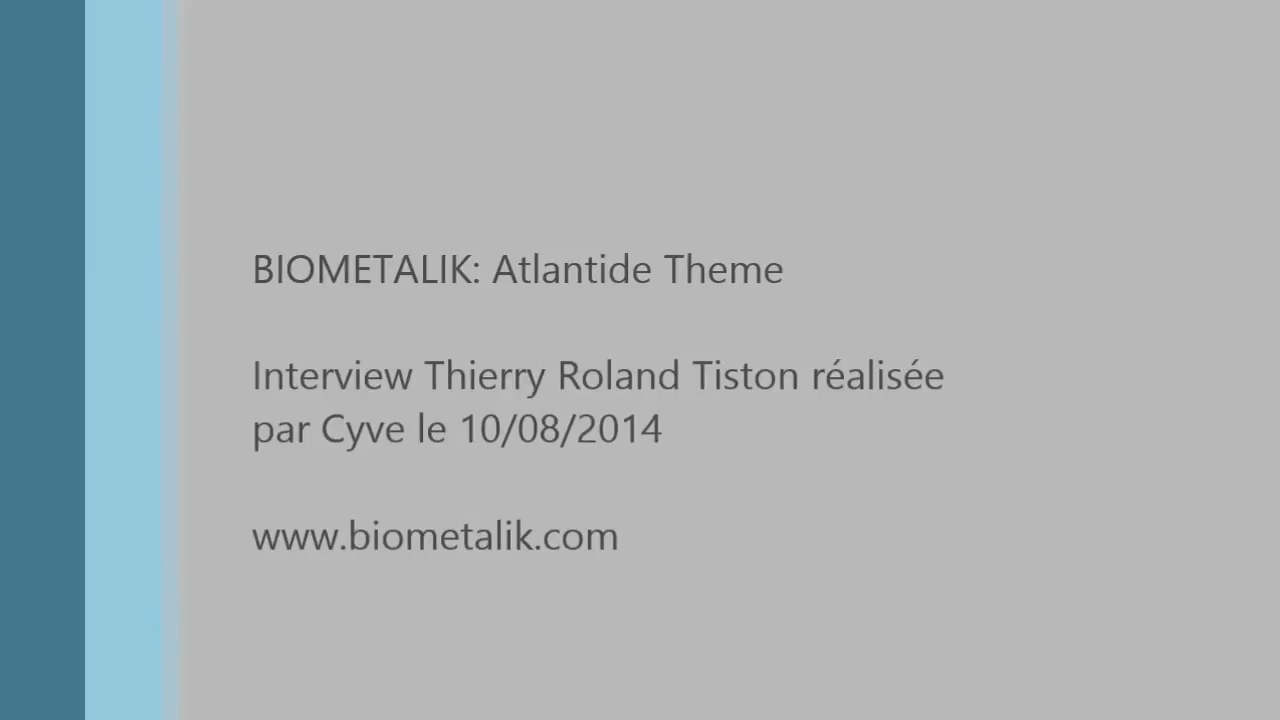 BIOMETALIK: Atlantide Theme
Interview Thierry Roland Tiston réalisée
par Cyve le 10/08/2014
www.biometalik.com